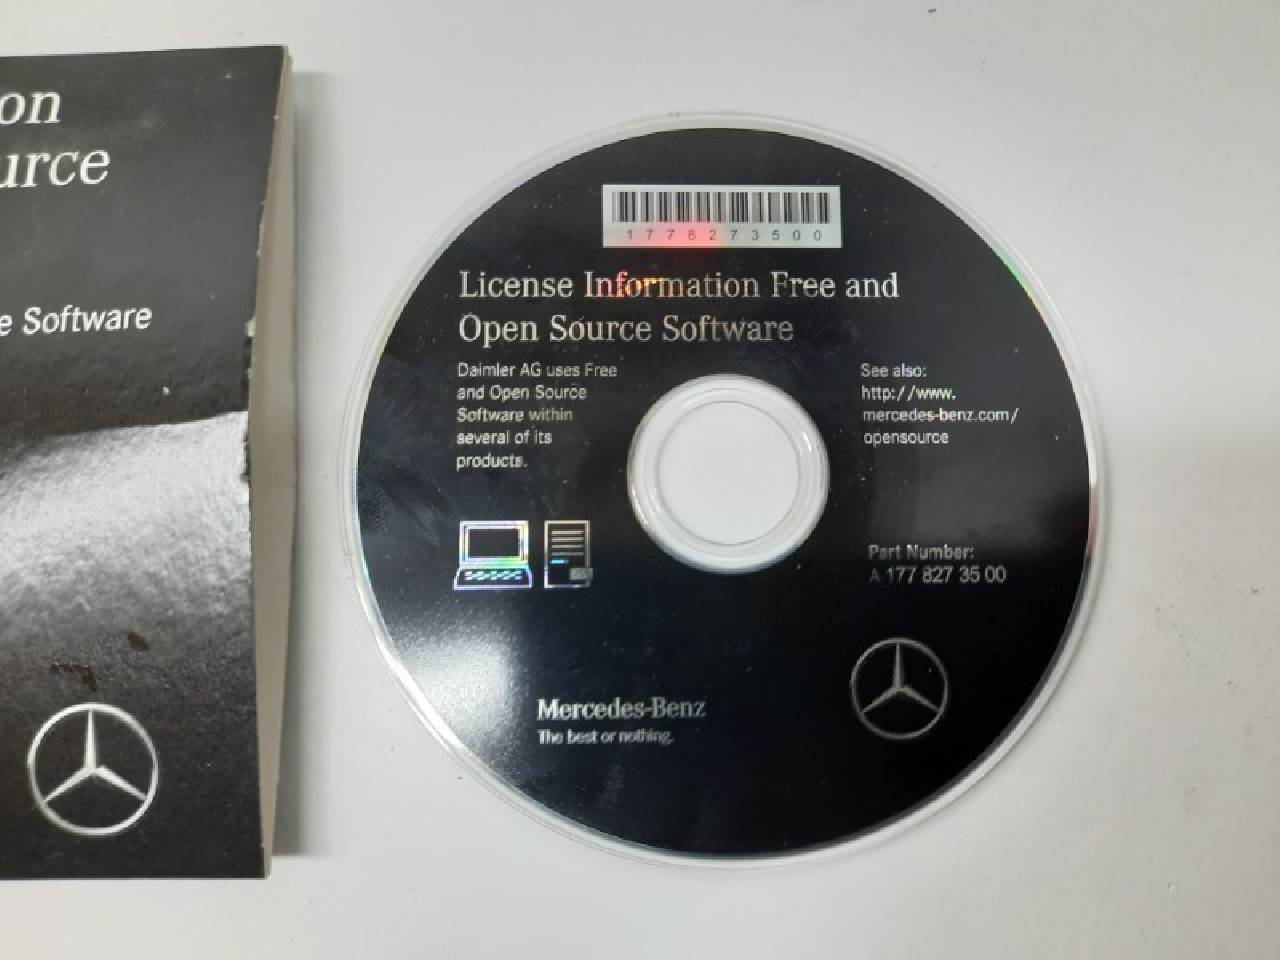 on
urce
e Software
1778273500
License Information Free and
Open Source Software
Daimler AG uses Free
and Open Source
Software within
several of its
products.
See also:
http://www.
mercedes-benz.com/
opensource
Part Number:
A 177 827 35 00
Mercedes-Benz
The best or nothing.